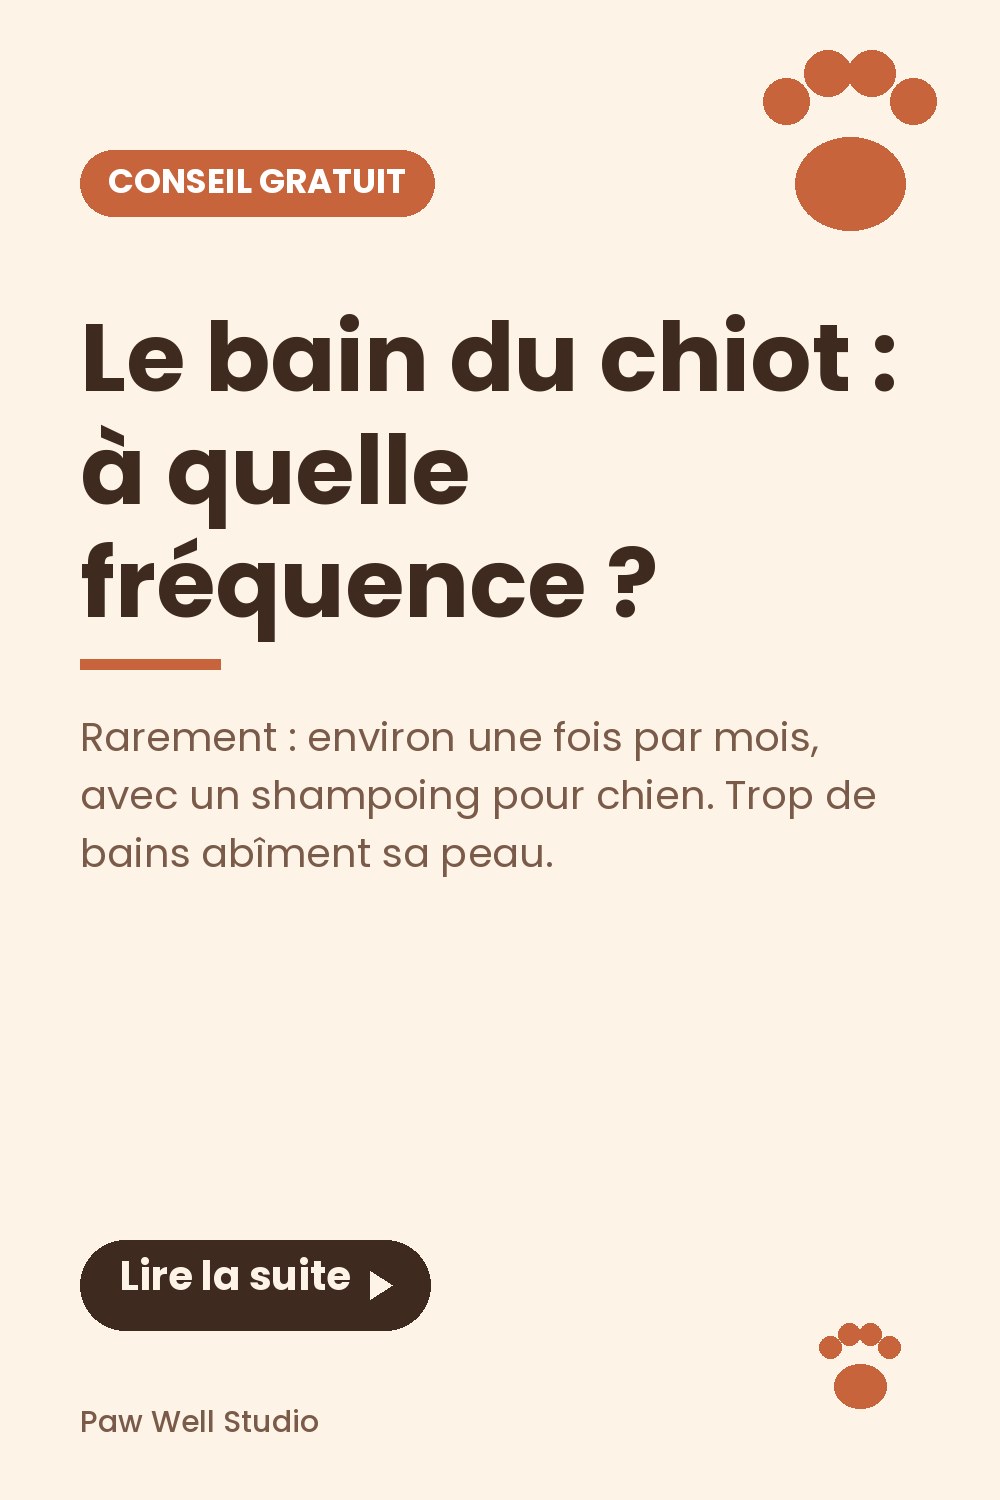 CONSEIL GRATUIT
Le bain du chiot :
à quelle
fréquence ?
Rarement : environ une fois par mois,
avec un shampoing pour chien. Trop de
bains abîment sa peau.
Lire la suite
Paw Well Studio